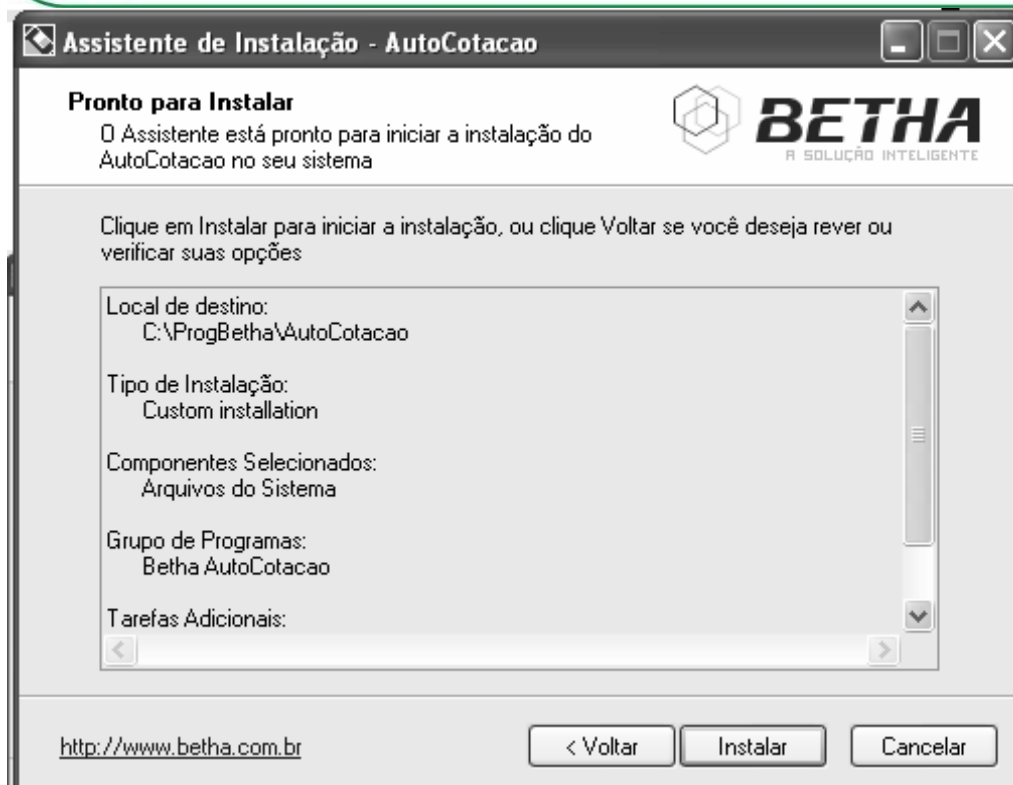 Assistente de Instalação - AutoCotacao
Pronto para Instalar
O Assistente está pronto para iniciar a instalação do
AutoCotacao no seu sistema
BETHA
A SOLUÇÃO INTELIGENTE
Clique em Instalar para iniciar a instalação, ou clique Voltar se você deseja rever ou
verificar suas opções
Local de destino:
C:\ProgBetha\AutoCotacao
Tipo de Instalação:
Custom installation
Componentes Selecionados:
Arquivos do Sistema
Grupo de Programas:
Betha AutoCotacao
Tarefas Adicionais:
http://www.betha.com.br
< Voltar
Instalar
Cancelar